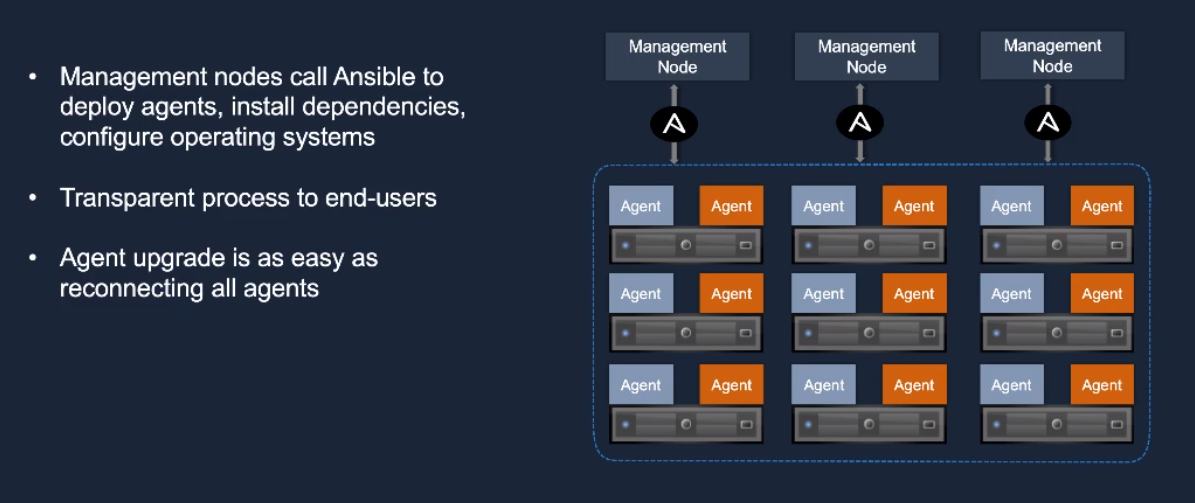 • Management nodes call Ansible to
deploy agents, install dependencies,
configure operating systems
• Transparent process to end-users
• Agent upgrade is as easy as
reconnecting all agents
Management
Node
Management
Node
Management
Node
Agent Agent Agent Agent Agent Agent
Agent Agent Agent Agent Agent Agent
Agent Agent Agent Agent Agent Agent